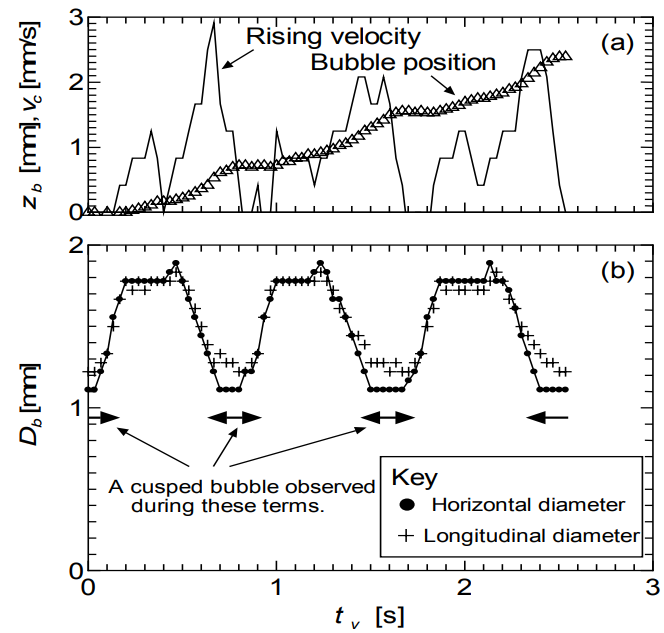 3
2
1
0
z_b [mm], v_c [mm/s]
Rising velocity
Bubble position
(a)
2
1
0
D_b [mm]
(b)
A cusped bubble observed
during these terms.
Key
Horizontal diameter
Longitudinal diameter
0 1 2 3
t_v [s]